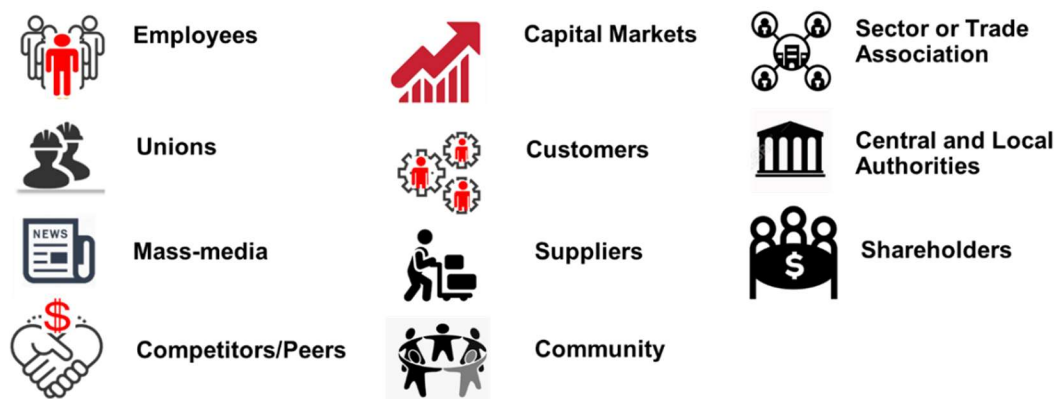 Employees
Unions
NEWS
Mass-media
$
Competitors/Peers
Capital Markets
Customers
Suppliers
Community
Sector or Trade
Association
Central and Local
Authorities
$
Shareholders